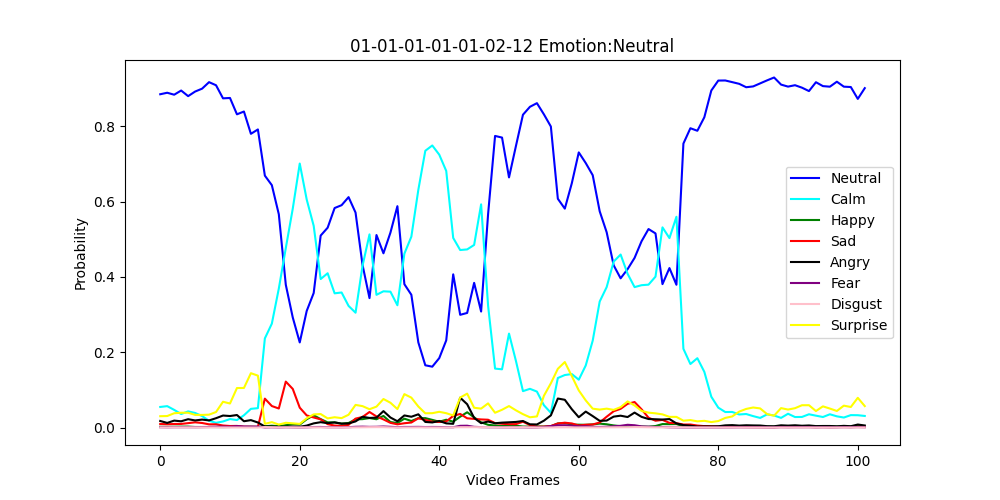 01-01-01-01-01-02-12 Emotion:Neutral
Probability
0.8
0.6
0.4
0.2
0.0
Neutral
Calm
Happy
Sad
Angry
Fear
Disgust
Surprise
0 20 40 60 80 100
Video Frames